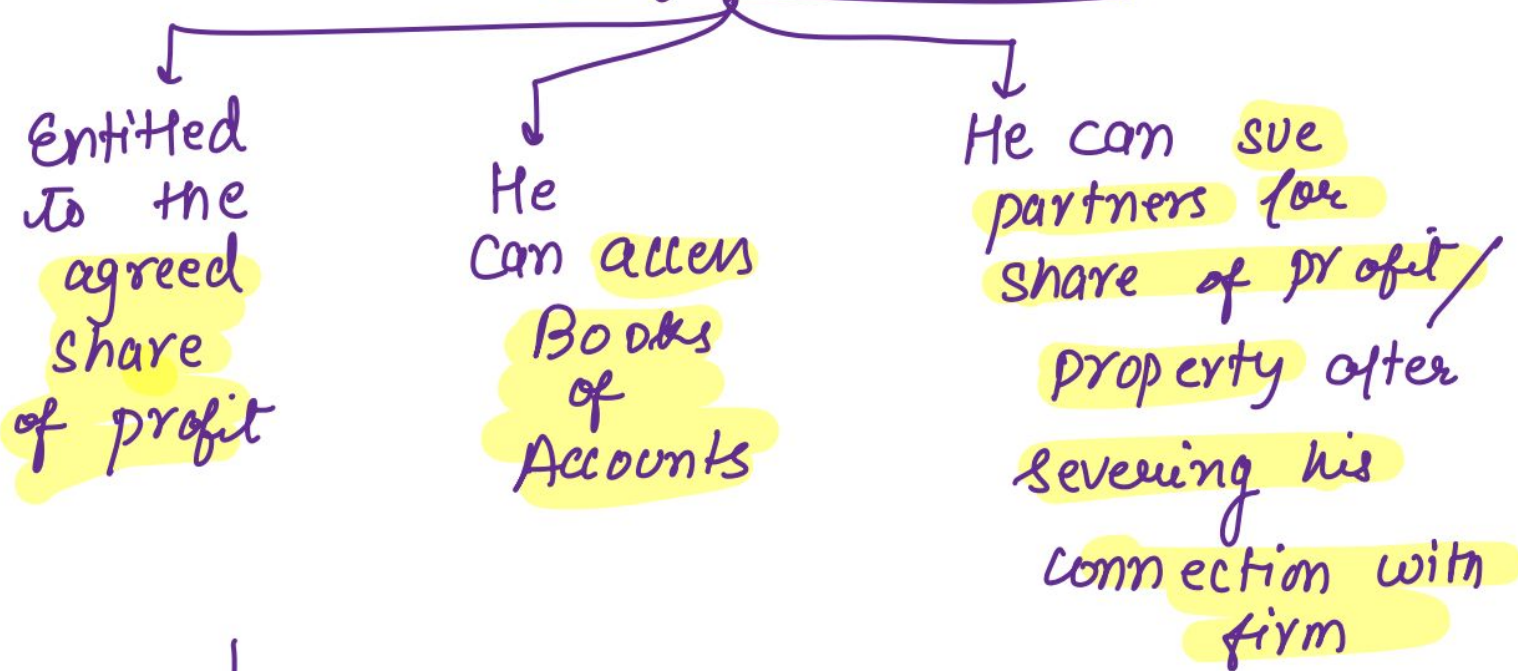 Entitled
To the
agreed
share
of profit
He
can access
Books
of
Accounts
He can sue
partners for
share of profit/
property after
severing his
connection with
firm